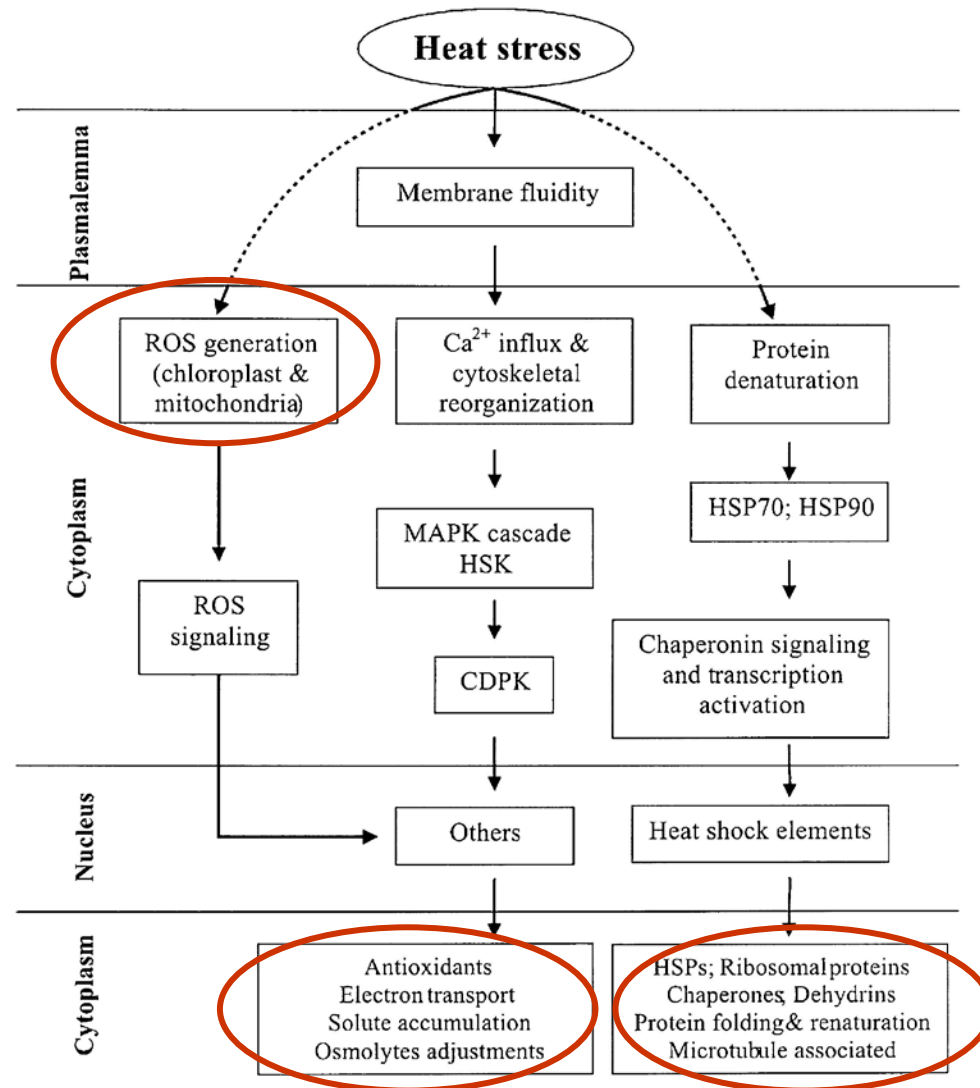 Heat stress
Plasmalemma
Membrane fluidity
Cytoplasm
ROS generation
(chloroplast &
mitochondria)
Ca²⁺ influx &
cytoskeletal
reorganization
Protein
denaturation
HSP70; HSP90
MAPK cascade
HSK
ROS
signaling
CDPK
Chaperonin signaling
and transcription
activation
Nucleus
Others
Heat shock elements
Cytoplasm
Antioxidants
Electron transport
Solute accumulation
Osmolytes adjustments
HSPs; Ribosomal proteins
Chaperones; Dehydrins
Protein folding & renaturation
Microtubule associated